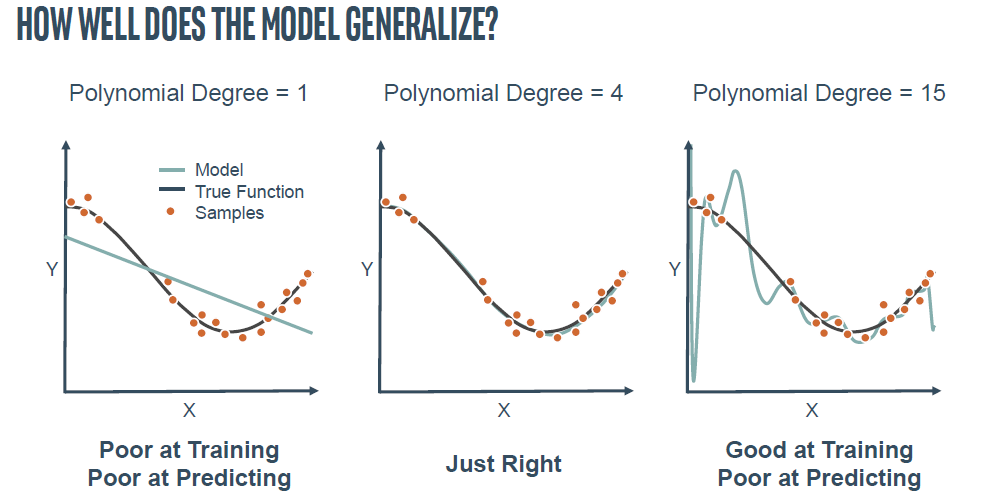 HOW WELL DOES THE MODEL GENERALIZE?
Polynomial Degree = 1
Polynomial Degree = 4
Polynomial Degree = 15
Model
True Function
Samples
Y
X
Y
X
Y
X
Poor at Training
Poor at Predicting
Just Right
Good at Training
Poor at Predicting